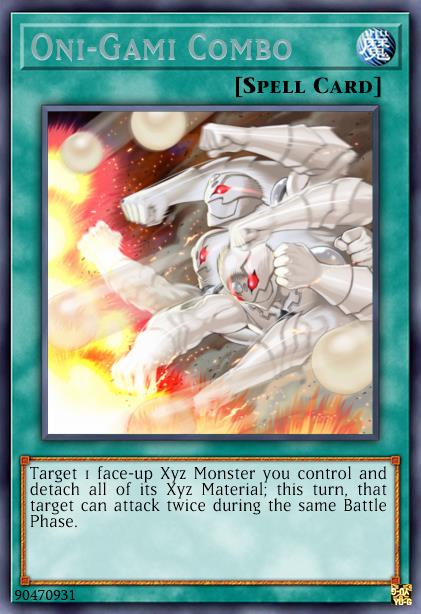 Oni-Gami Combo
魔
[Spell Card]
Target 1 face-up Xyz Monster you control and
detach all of its Xyz Material; this turn, that
target can attack twice during the same Battle
Phase.
90470931